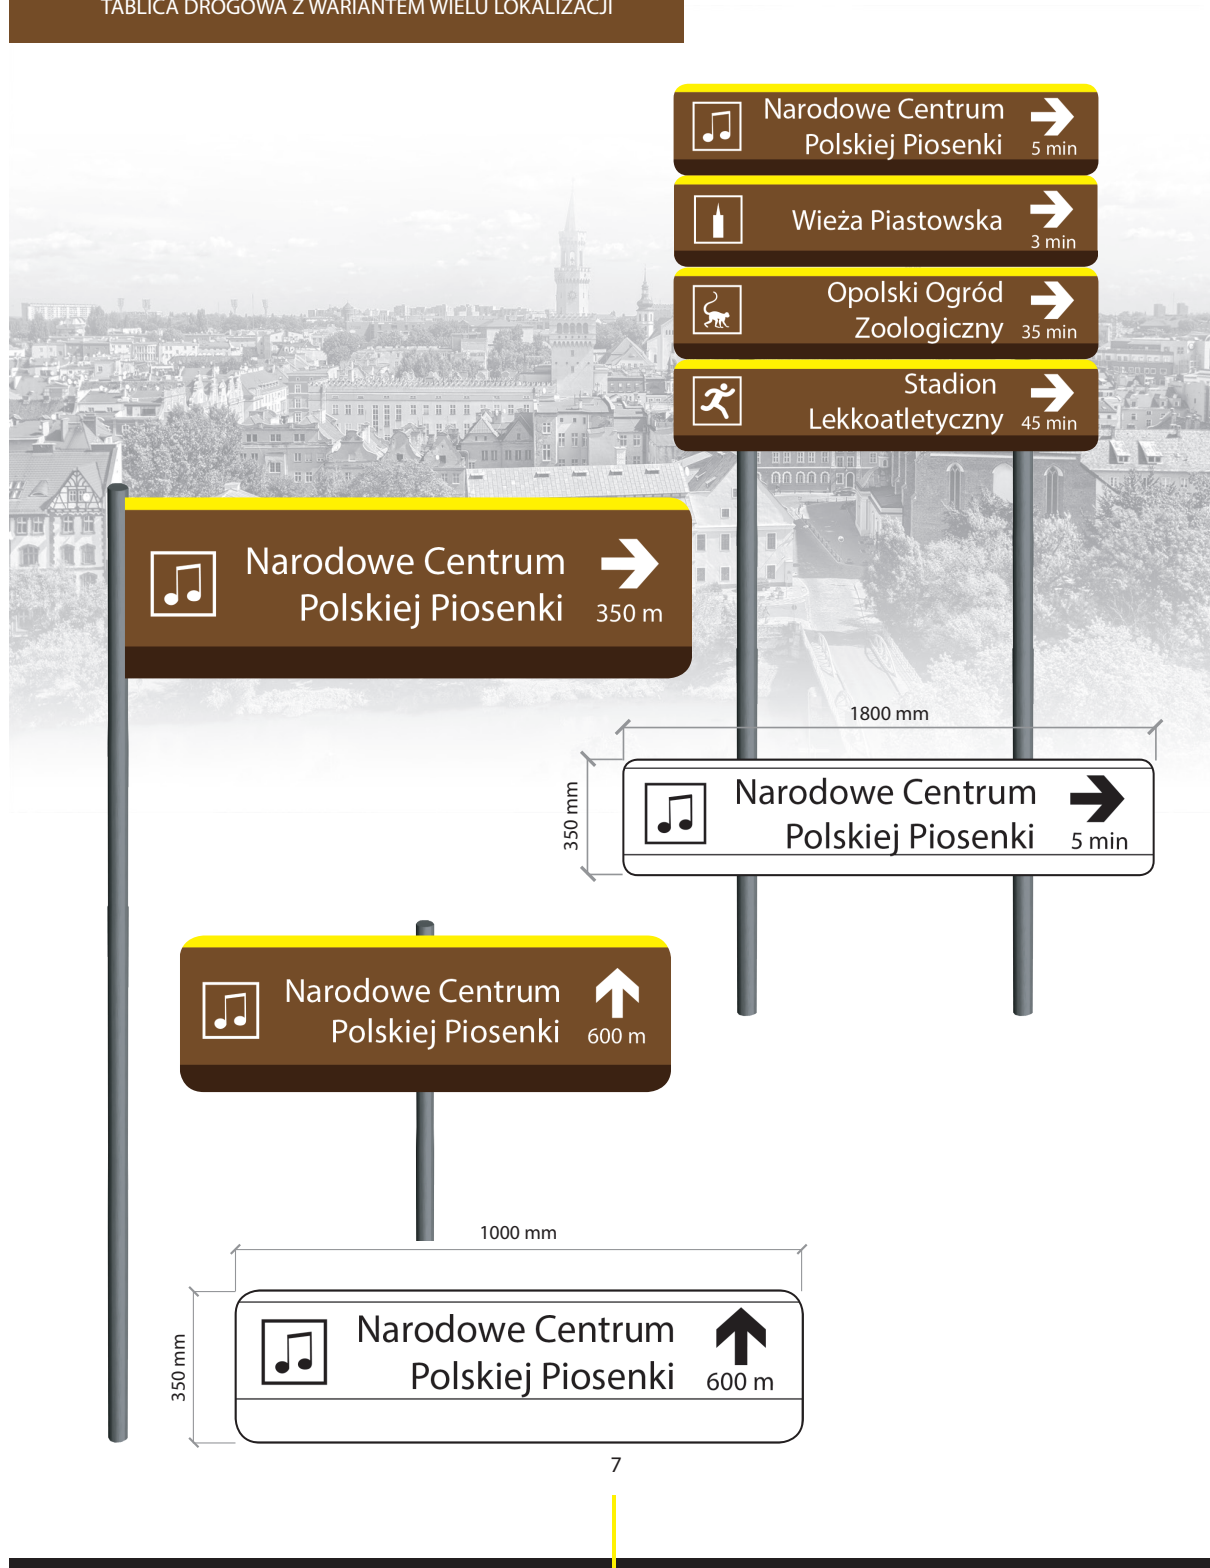 TABLICA DROGOWA Z WARIANTEM WIELU LOKALIZACJI
Narodowe Centrum
Polskiej Piosenki
5 min
Wieża Piastowska
3 min
Opolski Ogród
Zoologiczny
35 min
Stadion
Lekkoatletyczny
45 min
Narodowe Centrum
Polskiej Piosenki
350 m
1800 mm
350 mm
Narodowe Centrum
Polskiej Piosenki
5 min
Narodowe Centrum
Polskiej Piosenki
600 m
1000 mm
350 mm
Narodowe Centrum
Polskiej Piosenki
600 m
7